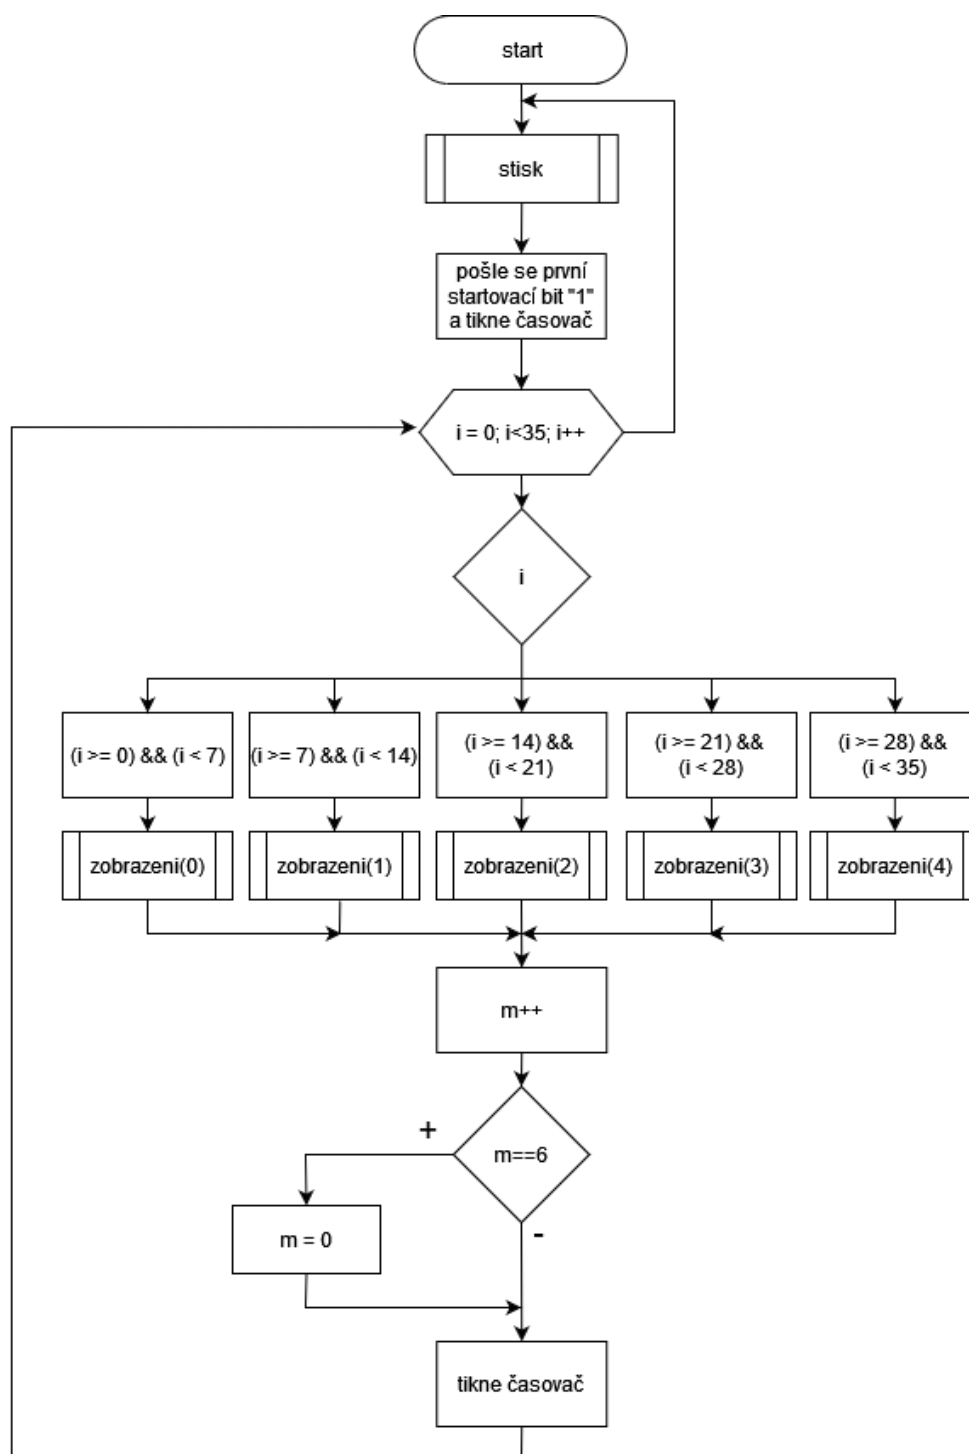 start
stisk
pošle se první
startovací bit "1"
a tikne časovač
i = 0; i<35; i++
i
(i >= 0) && (i < 7)
(i >= 7) && (i < 14)
(i >= 14) &&
(i < 21)
(i >= 21) &&
(i < 28)
(i >= 28) &&
(i < 35)
zobrazeni(0)
zobrazeni(1)
zobrazeni(2)
zobrazeni(3)
zobrazeni(4)
m++
m==6
+
-
m = 0
tikne časovač